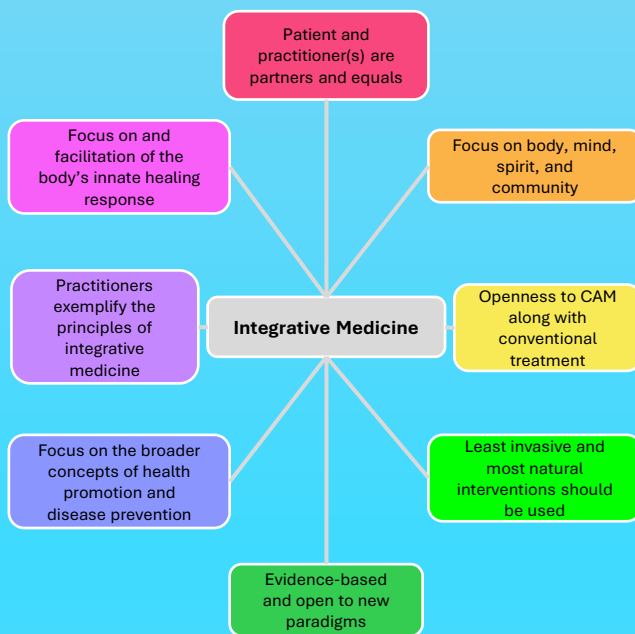 Patient and
practitioner(s) are
partners and equals
Focus on and
facilitation of the
body's innate healing
response
Focus on body, mind,
spirit, and
community
Practitioners
exemplify the
principles of
integrative
medicine
Integrative Medicine
Openness to CAM
along with
conventional
treatment
Focus on the broader
concepts of health
promotion and
disease prevention
Least invasive and
most natural
interventions should
be used
Evidence-based
and open to new
paradigms